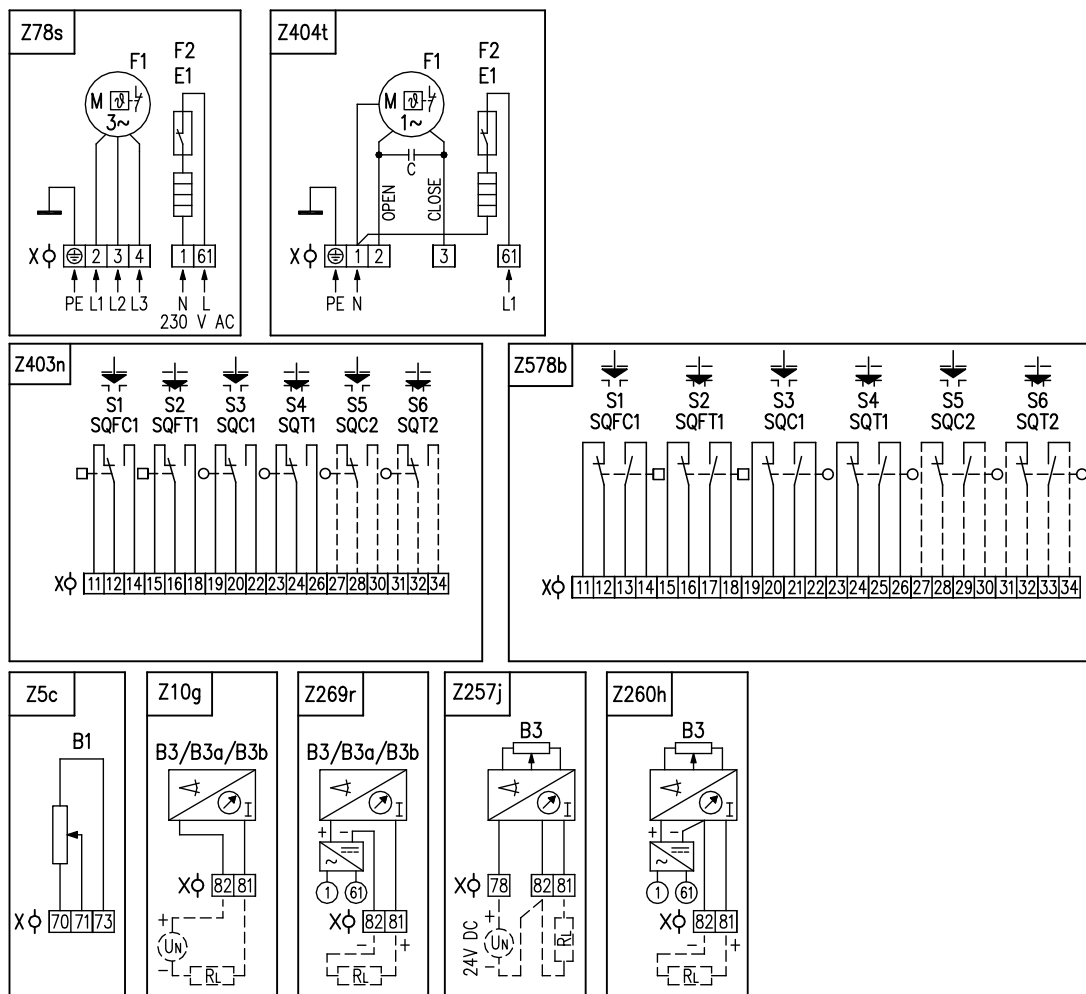 Z78s
F1
F2
E1
M ϑ
3~
X ⏀
2 3 4 1 61
PE L1 L2 L3 N L
230 V AC
Z404t
F1
F2
E1
M ϑ
1~
C
OPEN
CLOSE
X
1 2 3 61
PE N L1
Z403n
S1 S2 S3 S4 S5 S6
SQFC1 SQFT1 SQC1 SQT1 SQC2 SQT2
X 11 12 14 15 16 18 19 20 22 23 24 26 27 28 30 31 32 34
Z578b
S1 S2 S3 S4 S5 S6
SQFC1 SQFT1 SQC1 SQT1 SQC2 SQT2
X 11 12 13 14 15 16 17 18 19 20 21 22 23 24 25 26 27 28 29 30 31 32 33 34
Z5c
B1
X 70 71 73
Z10g
B3/B3a/B3b
I
X 82 81
+
UN
-
RL
Z269r
B3/B3a/B3b
I
+ -
~
1 61
X 82 81
- +
RL
Z257j
B3
I
X 78 82 81
+
24V DC
UN
-
RL
Z260h
B3
I
+ -
~
1 61
X 82 81
- +
RL